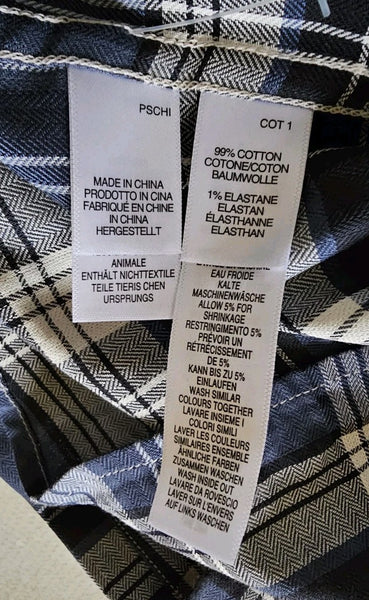 PSCHI
MADE IN CHINA
PRODOTTO IN CINA
FABRIQUÉ EN CHINE
IN CHINA
HERGESTELLT
ANIMALE
ENTHÄLT NICHTTEXTILE
TEILE TIERIS CHEN
URSPRUNGS
COT 1
99% COTTON
COTONE/COTON
BAUMWOLLE
1% ELASTANE
ELASTAN
ÉLASTHANNE
ELASTHAN
EAU FROIDE
KALTE
MASCHINENWÄSCHE
ALLOW 5% FOR
SHRINKAGE
RESTRINGIMENTO 5%
PRÉVOIR UN
RÉTRÉCISSEMENT
DE 5%
KANN BIS ZU 5%
EINLAUFEN
WASH SIMILAR
COLOURS TOGETHER
LAVARE INSIEME I
COLORI SIMILI
LAVER LES COULEURS
SIMILAIRES ENSEMBLE
ÄHNLICHE FARBEN
ZUSAMMEN WASCHEN
WASH INSIDE OUT
LAVARE DA ROVESCIO
LAVER SUR L'ENVERS
AUF LINKS WASCHEN